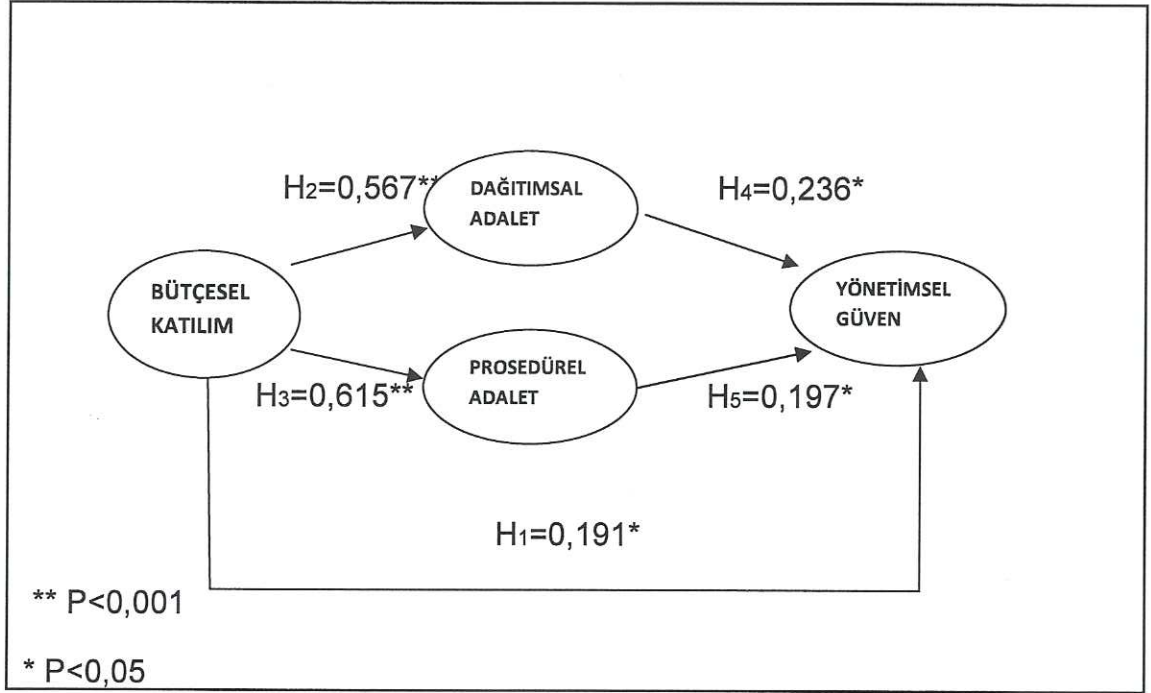 H2=0,567**
DAĞITIMSAL
ADALET
H4=0,236*
BÜTÇESEL
KATILIM
YÖNETİMSEL
GÜVEN
H3=0,615**
PROSEDÜREL
ADALET
H5=0,197*
H1=0,191*
** P<0,001
* P<0,05